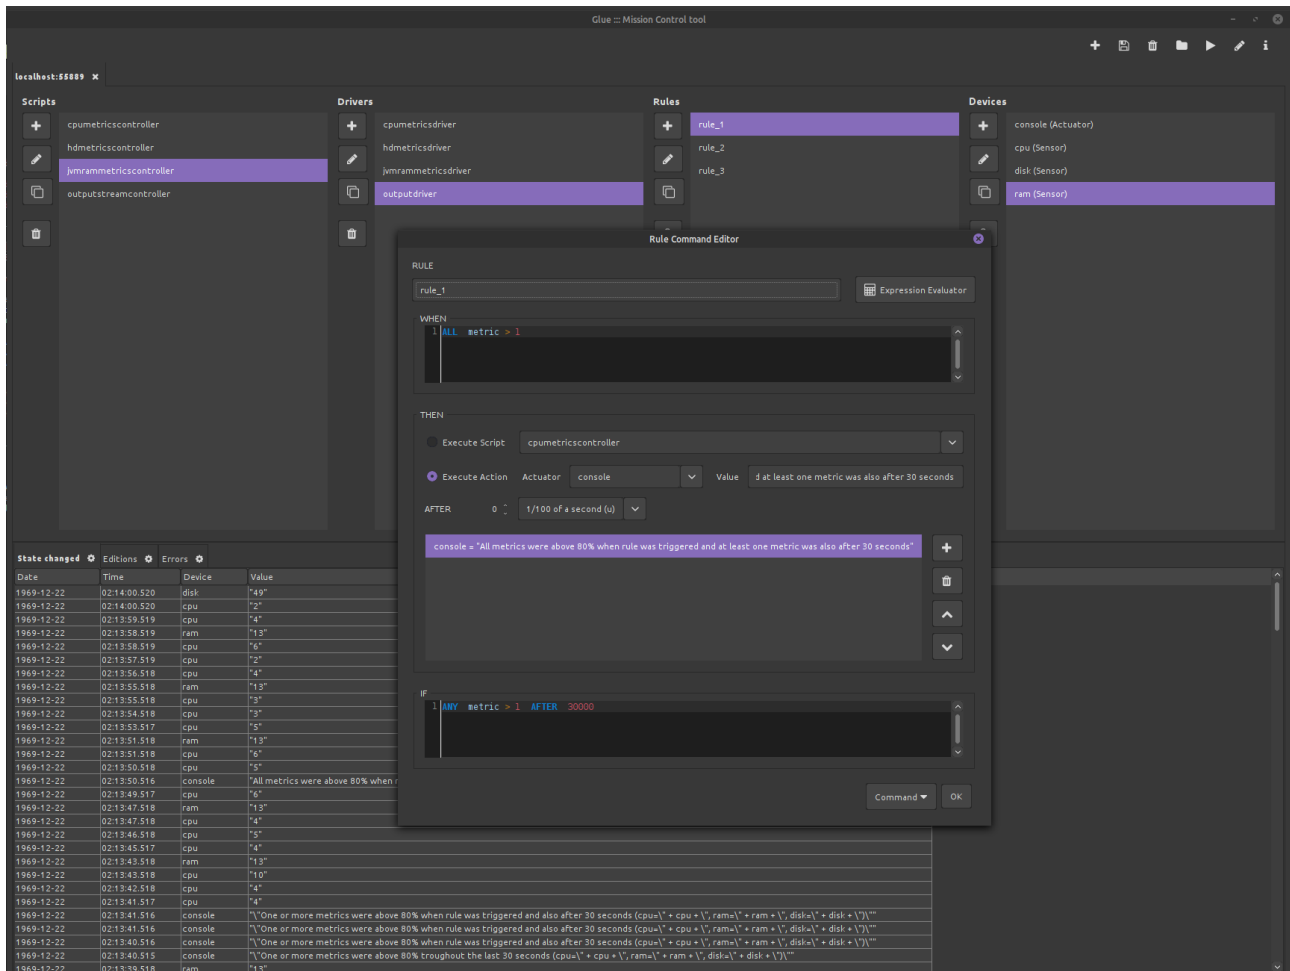 Glue ::: Mission Control tool
localhost:55889
Scripts
cpumetricscontroller
hdmetricscontroller
jvmrammetricscontroller
outputstreamcontroller
Drivers
cpumetricsdriver
hdmetricsdriver
jvmrammetricsdriver
outputdriver
Rules
rule_1
rule_2
rule_3
Devices
console (Actuator)
cpu (Sensor)
disk (Sensor)
ram (Sensor)
Rule Command Editor
RULE
rule_1
Expression Evaluator
WHEN
1 ALL metric > 1
THEN
Execute Script cpumetricscontroller
Execute Action Actuator console Value at least one metric was also after 30 seconds
AFTER 0 1/100 of a second (u)
console = "All metrics were above 80% when rule was triggered and at least one metric was also after 30 seconds"
IF
1 ANY metric > 1 AFTER 30000
Command OK
State changed Editions Errors
Date Time Device Value
1969-12-22 02:14:00.520 disk "49"
1969-12-22 02:14:00.520 cpu "2"
1969-12-22 02:13:59.519 cpu "4"
1969-12-22 02:13:58.519 ram "13"
1969-12-22 02:13:58.519 cpu "6"
1969-12-22 02:13:57.519 cpu "2"
1969-12-22 02:13:56.518 cpu "4"
1969-12-22 02:13:55.518 ram "13"
1969-12-22 02:13:55.518 cpu "3"
1969-12-22 02:13:54.518 cpu "3"
1969-12-22 02:13:53.517 cpu "5"
1969-12-22 02:13:51.518 ram "13"
1969-12-22 02:13:51.518 cpu "6"
1969-12-22 02:13:50.518 cpu "5"
1969-12-22 02:13:50.516 console "All metrics were above 80% when
1969-12-22 02:13:49.517 cpu "6"
1969-12-22 02:13:47.518 ram "13"
1969-12-22 02:13:47.518 cpu "4"
1969-12-22 02:13:46.518 cpu "5"
1969-12-22 02:13:45.517 cpu "4"
1969-12-22 02:13:43.518 ram "13"
1969-12-22 02:13:43.518 cpu "10"
1969-12-22 02:13:42.518 cpu "4"
1969-12-22 02:13:41.517 cpu "4"
1969-12-22 02:13:41.516 console "\"One or more metrics were above 80% when rule was triggered and also after 30 seconds (cpu=\" + cpu + \", ram=\" + ram + \", disk=\" + disk + \")\""
1969-12-22 02:13:41.516 console "\"One or more metrics were above 80% when rule was triggered and also after 30 seconds (cpu=\" + cpu + \", ram=\" + ram + \", disk=\" + disk + \")\""
1969-12-22 02:13:40.516 console "\"One or more metrics were above 80% when rule was triggered and also after 30 seconds (cpu=\" + cpu + \", ram=\" + ram + \", disk=\" + disk + \")\""
1969-12-22 02:13:40.515 console "\"One or more metrics were above 80% troughout the last 30 seconds (cpu=\" + cpu + \", ram=\" + ram + \", disk=\" + disk + \")\""
1969-12-22 02:13:39.518 ram "13"